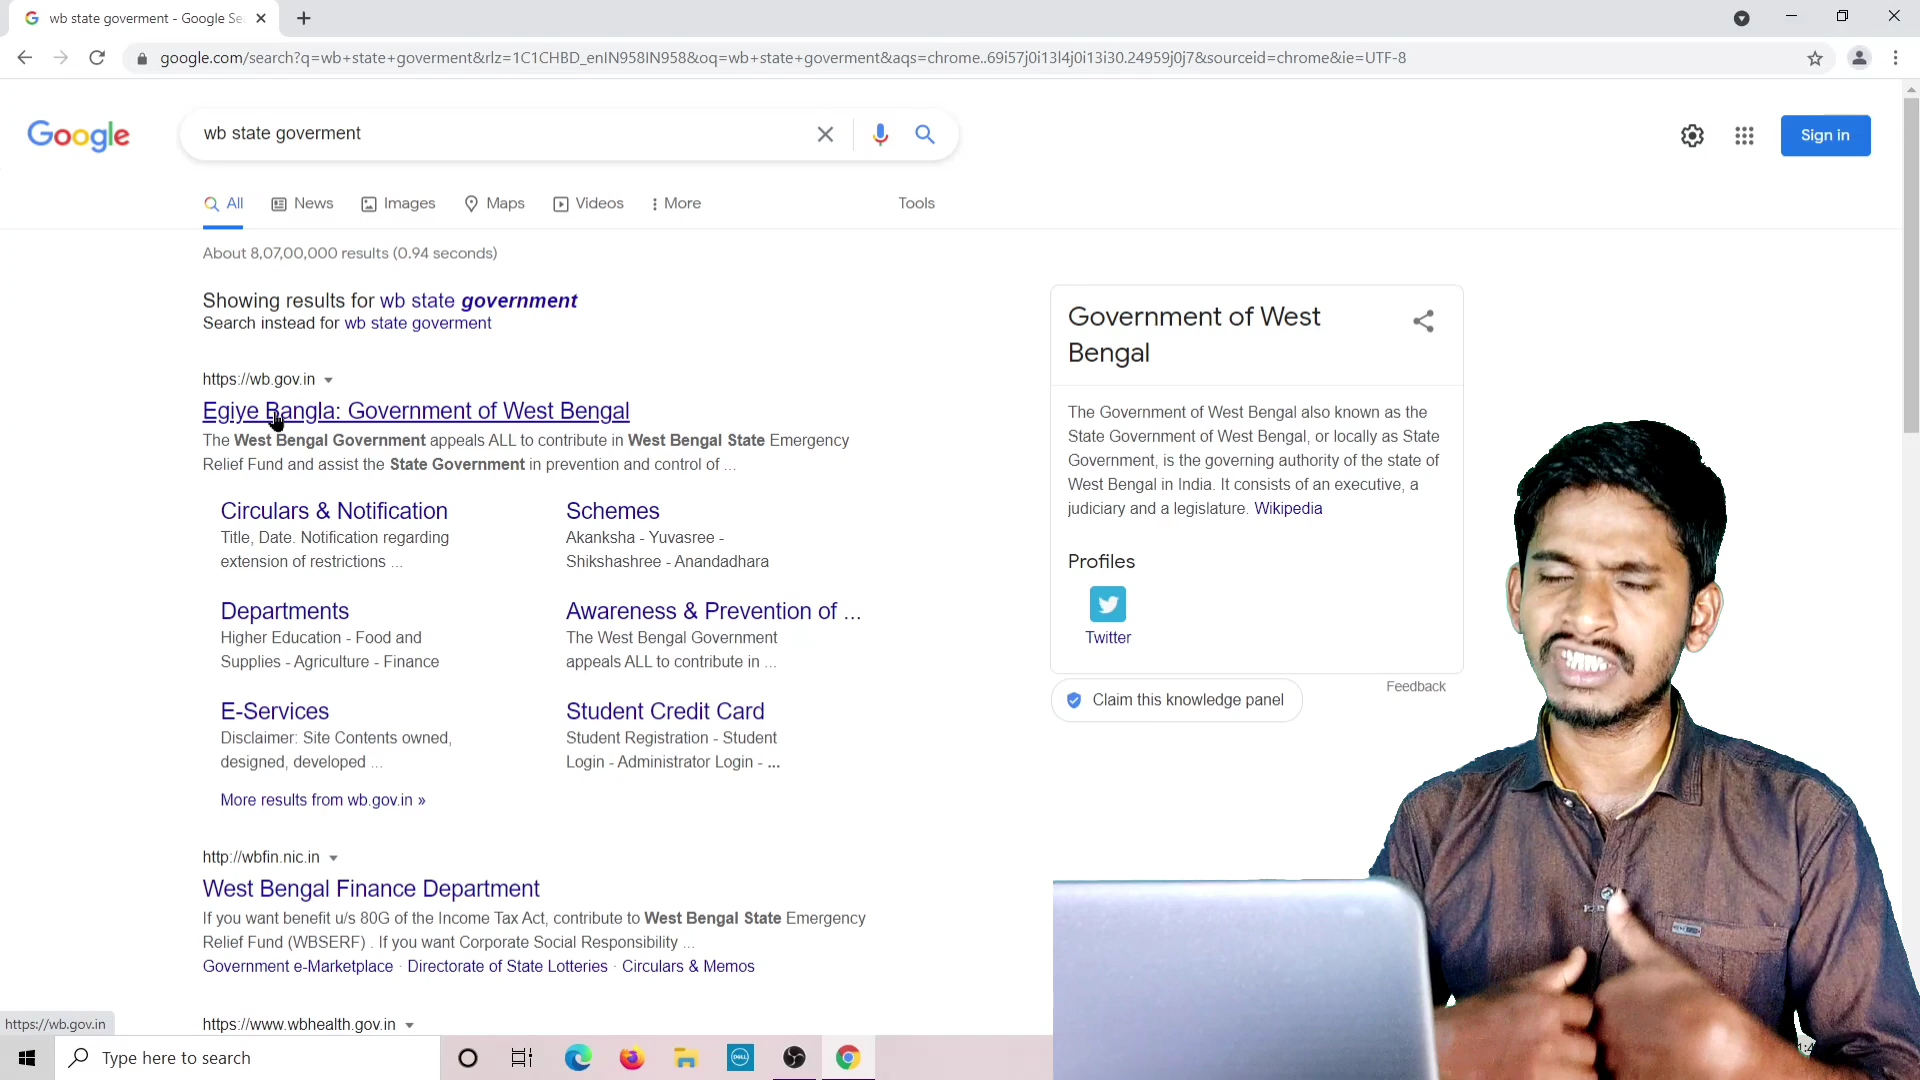 wb state goverment - Google Se
google.com/search?q=wb+state+goverment&rlz=1C1CHBD_enIN958IN958&oq=wb+state+goverment&aqs=chrome..69i57j0i13l4j0i13i30.24959j0j7&sourceid=chrome&ie=UTF-8
Google
wb state goverment
Sign in
All News Images Maps Videos More Tools
About 8,07,00,000 results (0.94 seconds)
Showing results for wb state government
Search instead for wb state goverment
https://wb.gov.in
Egiye Bangla: Government of West Bengal
The West Bengal Government appeals ALL to contribute in West Bengal State Emergency
Relief Fund and assist the State Government in prevention and control of ...
Circulars & Notification
Title, Date. Notification regarding
extension of restrictions ...
Schemes
Akanksha - Yuvasree -
Shikshashree - Anandadhara
Departments
Higher Education - Food and
Supplies - Agriculture - Finance
Awareness & Prevention of ...
The West Bengal Government
appeals ALL to contribute in ...
E-Services
Disclaimer: Site Contents owned,
designed, developed ...
Student Credit Card
Student Registration - Student
Login - Administrator Login - ...
More results from wb.gov.in »
http://wbfin.nic.in
West Bengal Finance Department
If you want benefit u/s 80G of the Income Tax Act, contribute to West Bengal State Emergency
Relief Fund (WBSERF) . If you want Corporate Social Responsibility ...
Government e-Marketplace · Directorate of State Lotteries · Circulars & Memos
https://www.wbhealth.gov.in
Government of West
Bengal
The Government of West Bengal also known as the
State Government of West Bengal, or locally as State
Government, is the governing authority of the state of
West Bengal in India. It consists of an executive, a
judiciary and a legislature. Wikipedia
Profiles
Twitter
Feedback
Claim this knowledge panel
https://wb.gov.in
Type here to search
DELL